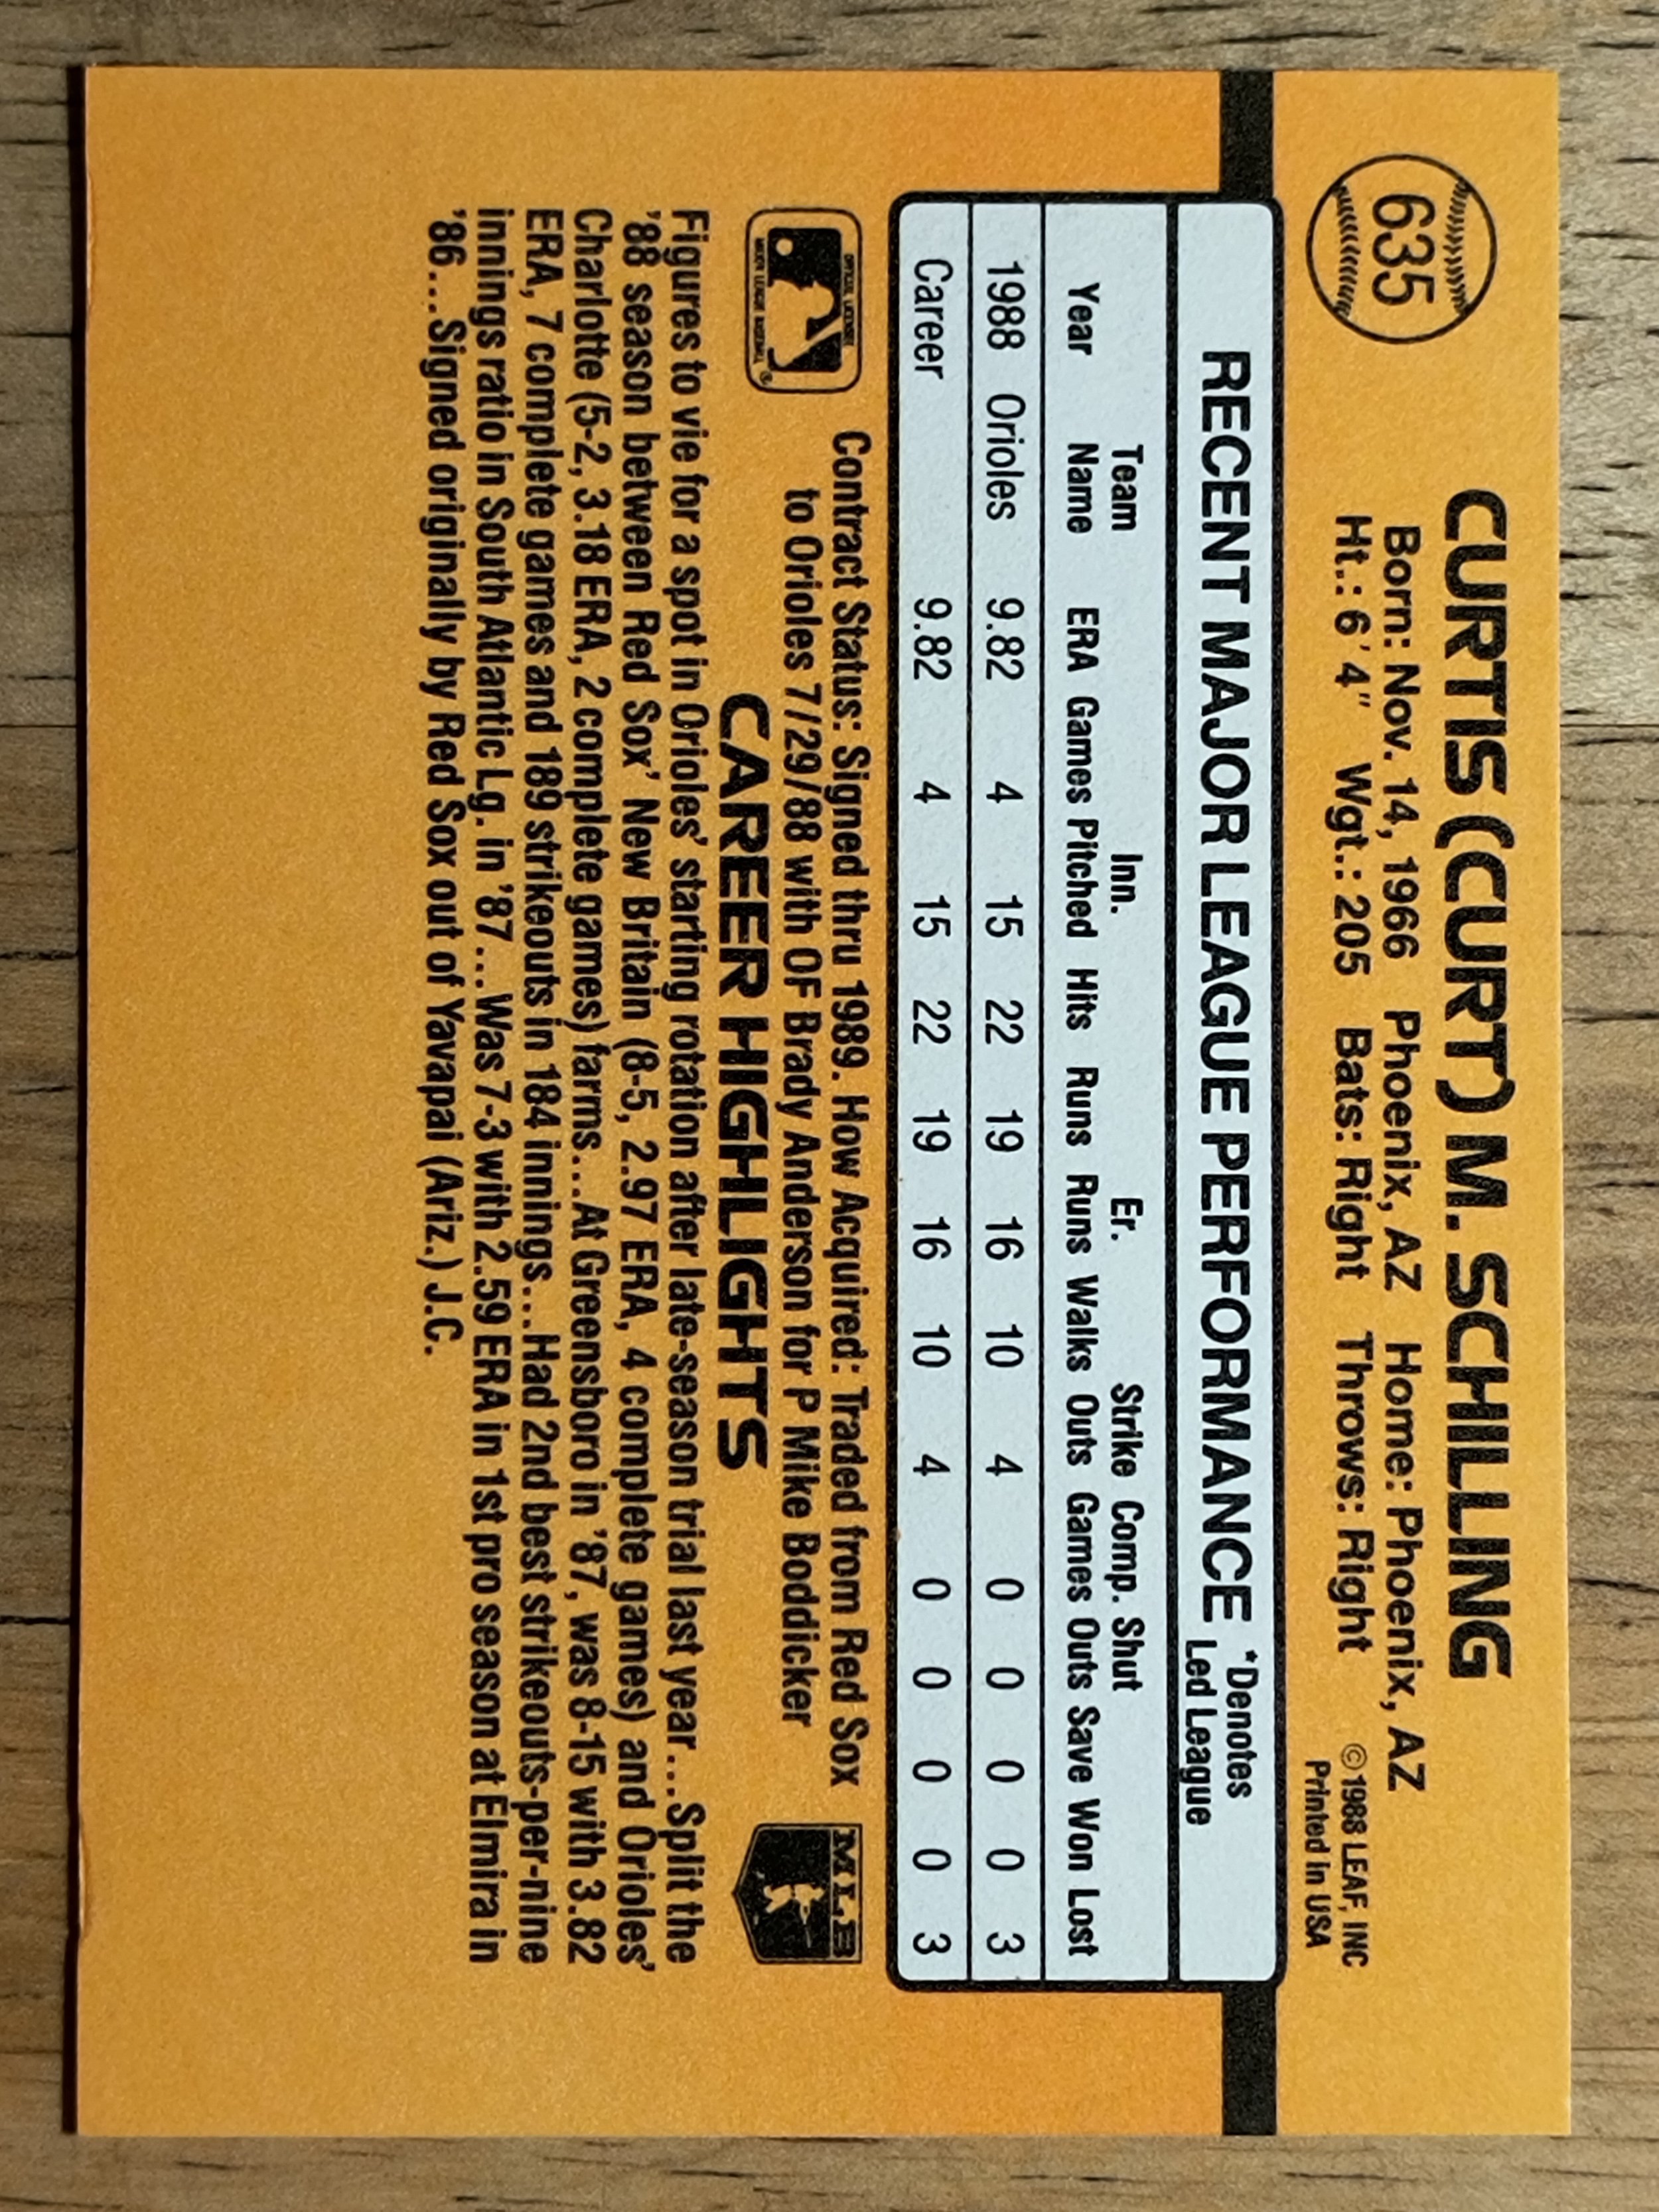 635
CURTIS (CURT) M. SCHILLING
Born: Nov. 14, 1966 Phoenix, AZ Home: Phoenix, AZ
Ht.: 6' 4" Wgt.: 205 Bats: Right Throws: Right
© 1988 LEAF, INC
Printed in USA
RECENT MAJOR LEAGUE PERFORMANCE *Denotes
Led League
Team Inn. Er. Strike Comp. Shut
Year Name ERA Games Pitched Hits Runs Runs Walks Outs Games Outs Save Won Lost
1988 Orioles 9.82 4 15 22 19 16 10 4 0 0 0 0 3
Career 9.82 4 15 22 19 16 10 4 0 0 0 0 3
OFFICIAL LICENSEE
MAJOR LEAGUE BASEBALL ®
Contract Status: Signed thru 1989. How Acquired: Traded from Red Sox
to Orioles 7/29/88 with OF Brady Anderson for P Mike Boddicker
MLB
CAREER HIGHLIGHTS
Figures to vie for a spot in Orioles' starting rotation after late-season trial last year...Split the
'88 season between Red Sox' New Britain (8-5, 2.97 ERA, 4 complete games) and Orioles'
Charlotte (5-2, 3.18 ERA, 2 complete games) farms...At Greensboro in '87, was 8-15 with 3.82
ERA, 7 complete games and 189 strikeouts in 184 innings...Had 2nd best strikeouts-per-nine
innings ratio in South Atlantic Lg. in '87...Was 7-3 with 2.59 ERA in 1st pro season at Elmira in
'86...Signed originally by Red Sox out of Yavapai (Ariz.) J.C.